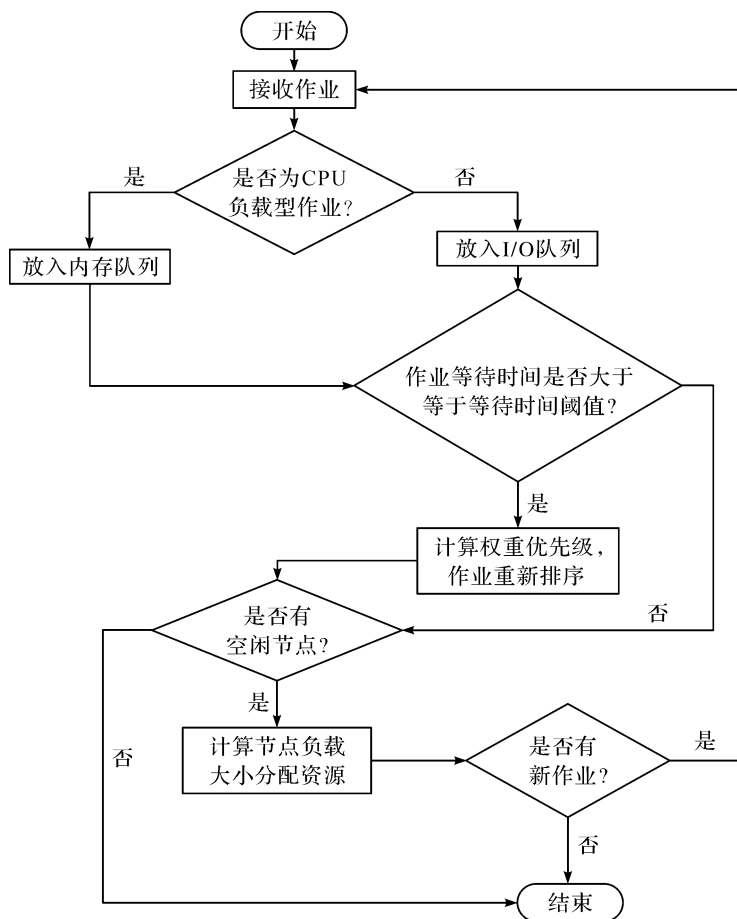 开始
接收作业
是否为CPU
负载型作业?
是
否
放入内存队列
放入I/O队列
作业等待时间是否大于
等于等待时间阈值?
是
计算权重优先级,
作业重新排序
否
是否有
空闲节点?
是
否
计算节点负载
大小分配资源
是否有
新作业?
是
否
结束